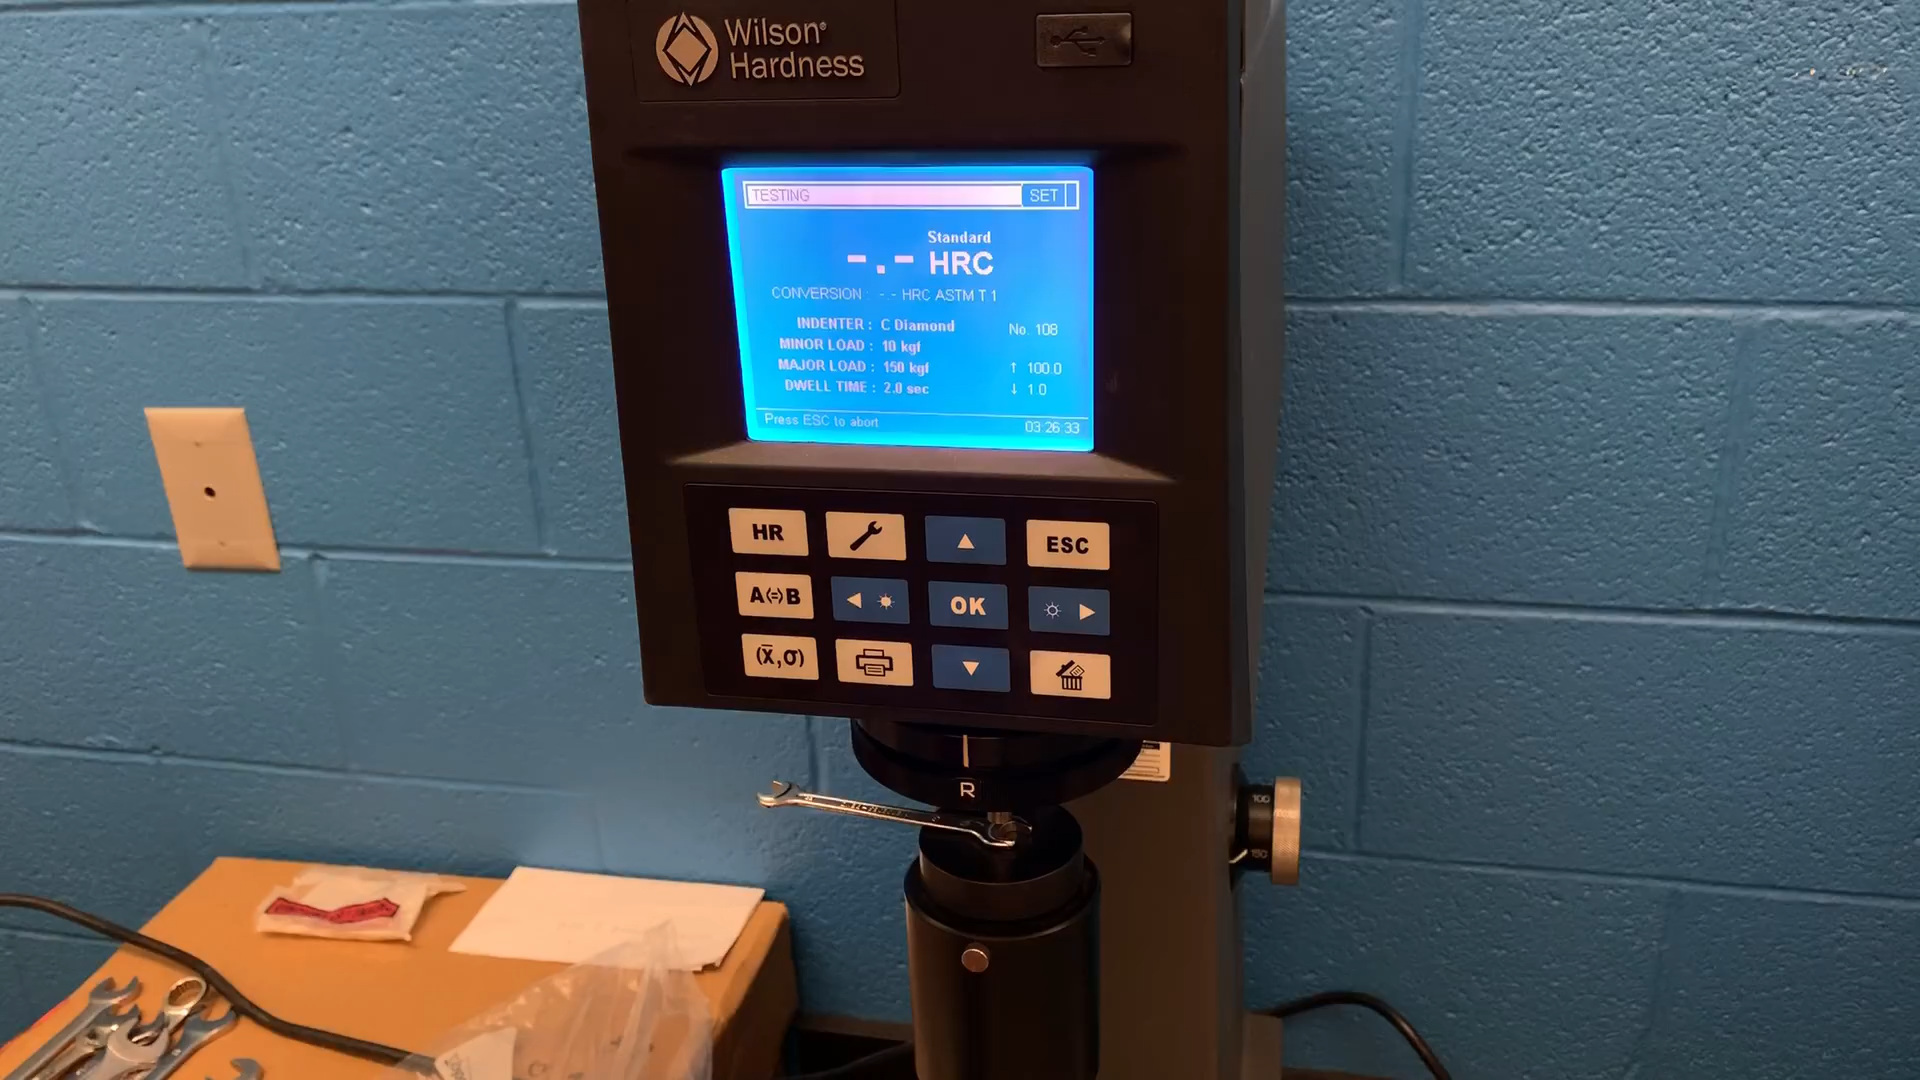 Wilson®
Hardness
TESTING
SET
Standard
-.- HRC
CONVERSION : - - HRC ASTM T 1
INDENTER : C Diamond
No. 108
MINOR LOAD : 10 kgf
MAJOR LOAD : 150 kgf
↑ 100.0
DWELL TIME : 2.0 sec
↓ 1.0
Press ESC to abort
03:26:33
HR
ESC
A(=)B
OK
(x̄,σ)
R
100
150